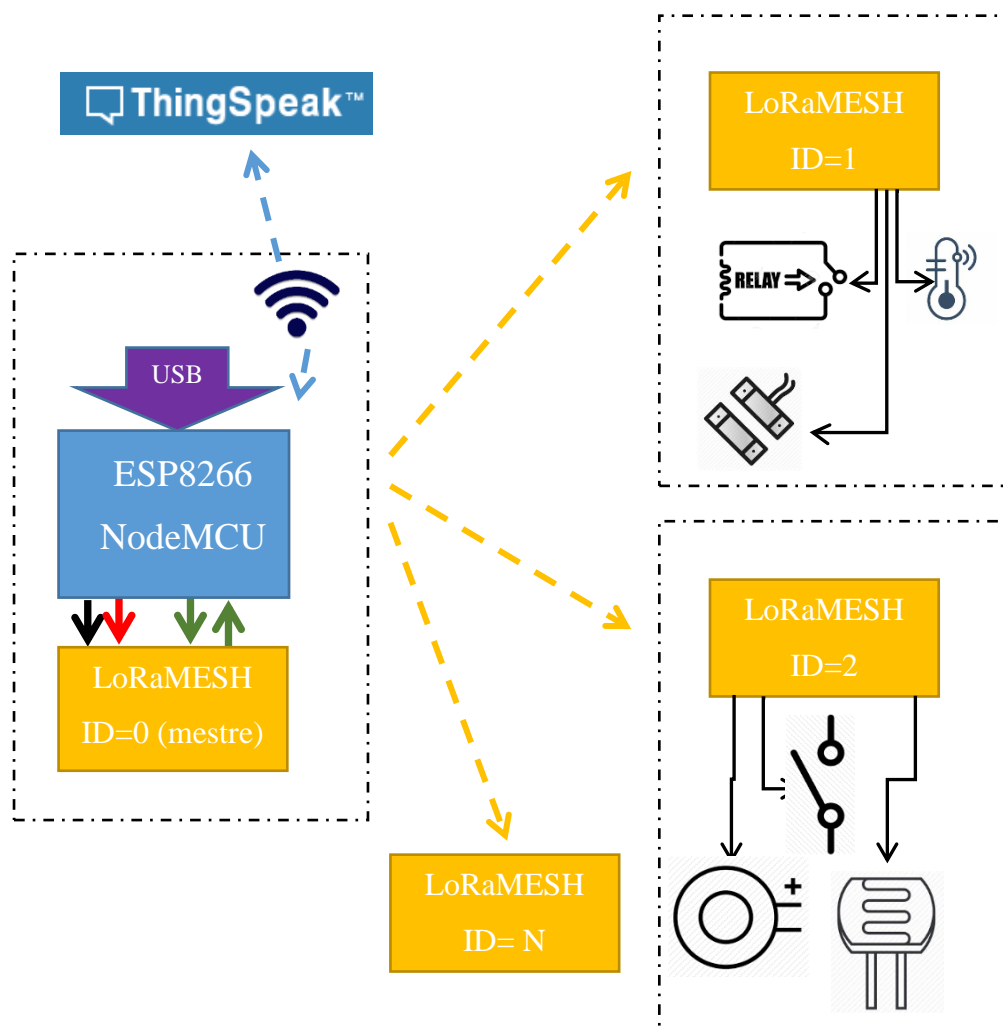 ThingSpeak™
USB
ESP8266
NodeMCU
LoRaMESH
ID=0 (mestre)
LoRaMESH
ID=1
RELAY
LoRaMESH
ID=2
+
LoRaMESH
ID= N